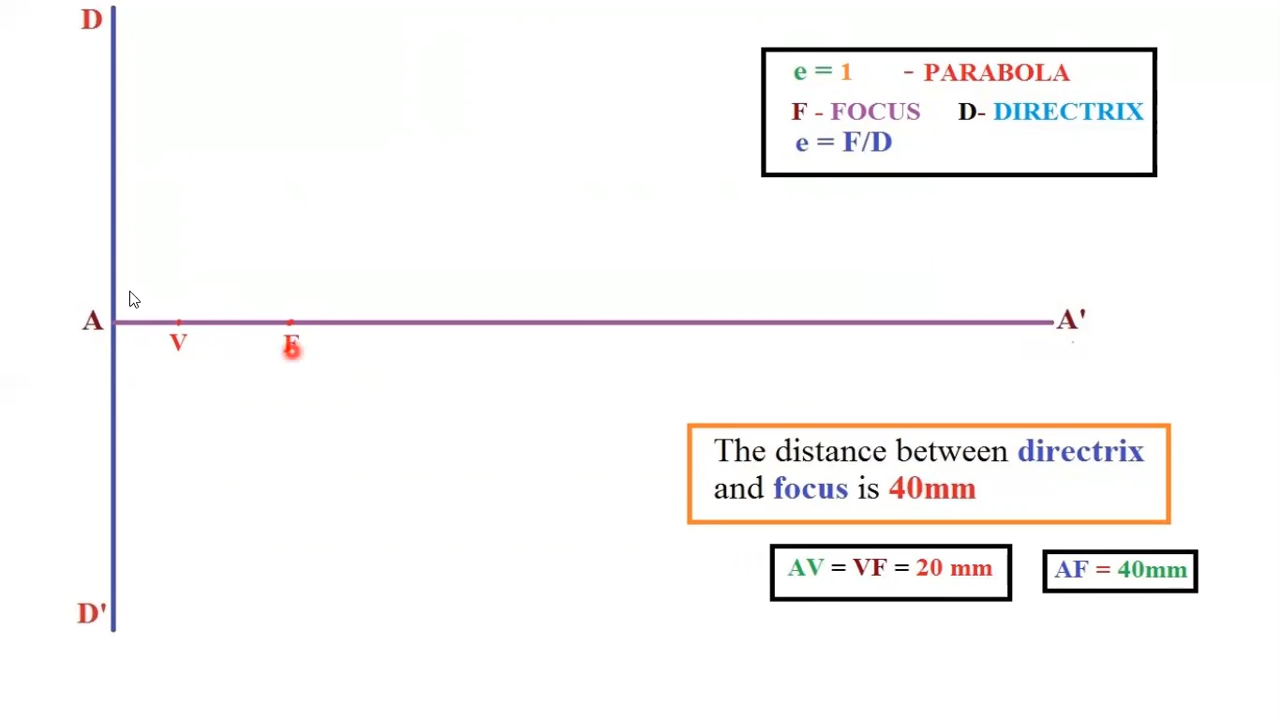 D
e = 1 - PARABOLA
F - FOCUS D- DIRECTRIX
e = F/D
A A'
V F
The distance between directrix
and focus is 40mm
AV = VF = 20 mm AF = 40mm
D'